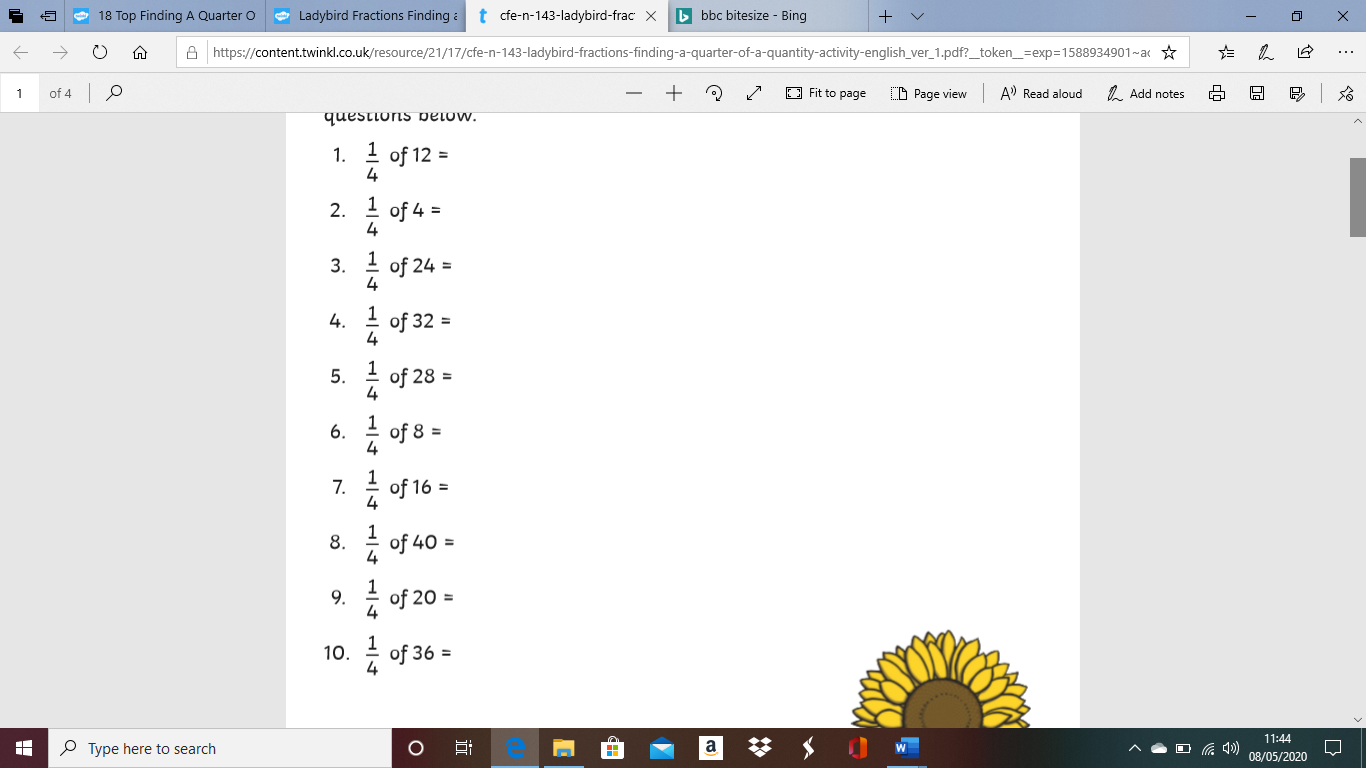 18 Top Finding A Quarter O
Ladybird Fractions Finding a
cfe-n-143-ladybird-frac
bbc bitesize - Bing
https://content.twinkl.co.uk/resource/21/17/cfe-n-143-ladybird-fractions-finding-a-quarter-of-a-quantity-activity-english_ver_1.pdf?__token__=exp=1588934901~ac
1 of 4
Fit to page
Page view
Read aloud
Add notes
questions below.
1. 1/4 of 12 =
2. 1/4 of 4 =
3. 1/4 of 24 =
4. 1/4 of 32 =
5. 1/4 of 28 =
6. 1/4 of 8 =
7. 1/4 of 16 =
8. 1/4 of 40 =
9. 1/4 of 20 =
10. 1/4 of 36 =
Type here to search
11:44
08/05/2020